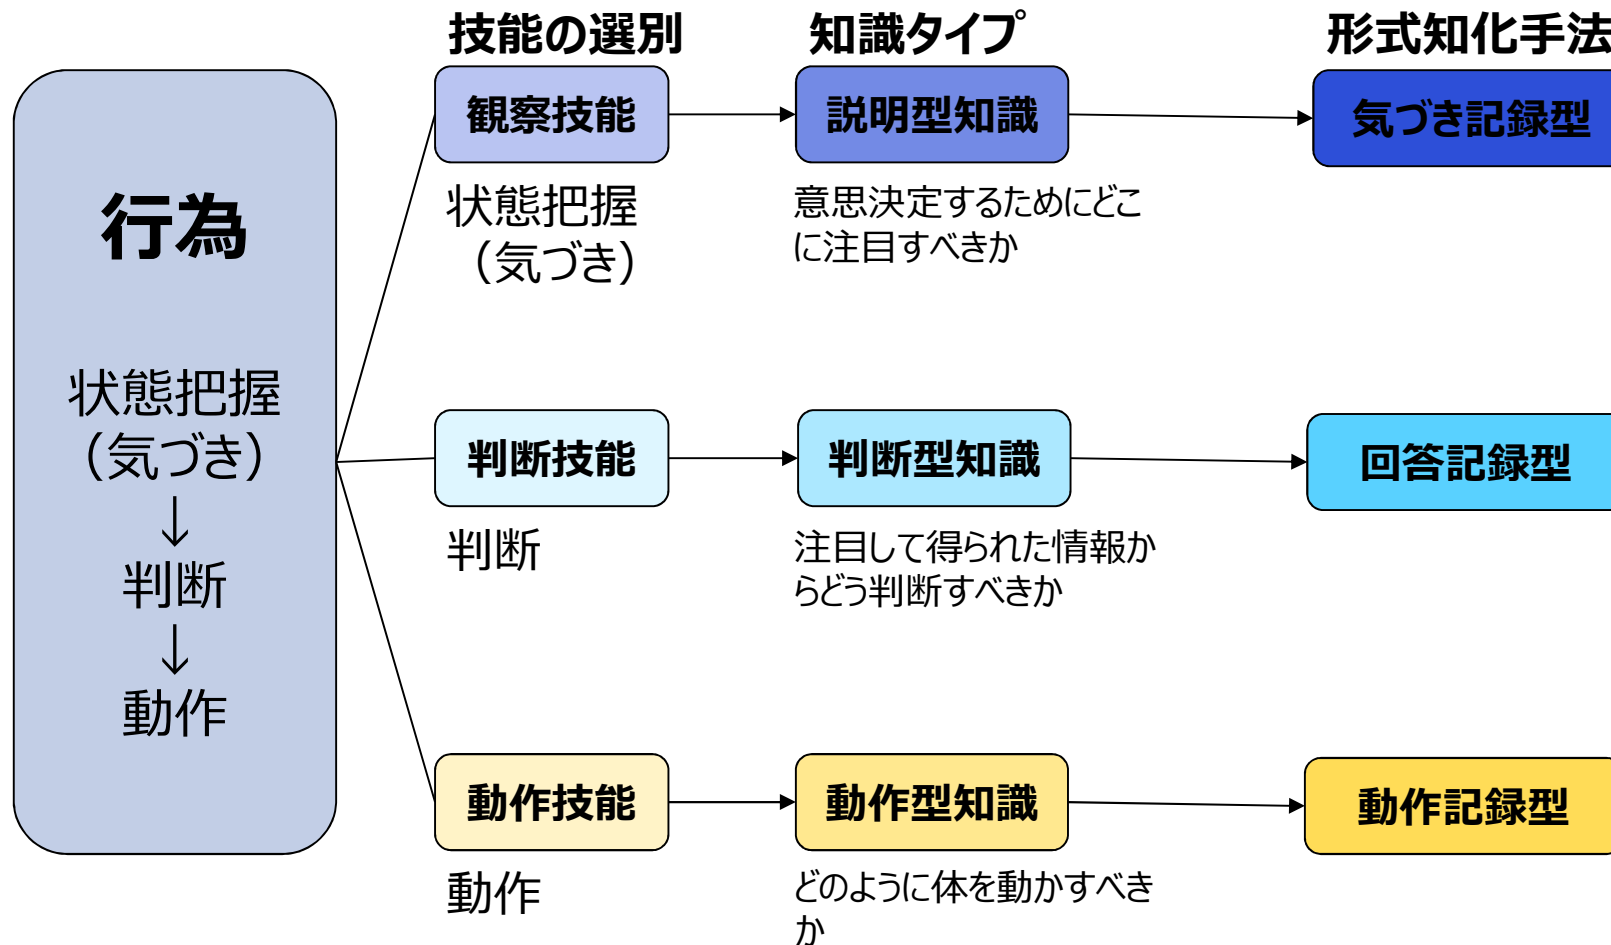 技能の選別
知識タイプ
形式知化手法
行為
状態把握
（気づき）
↓
判断
↓
動作
観察技能
説明型知識
気づき記録型
状態把握
（気づき）
意思決定するためにどこ
に注目すべきか
判断技能
判断型知識
回答記録型
判断
注目して得られた情報か
らどう判断すべきか
動作技能
動作型知識
動作記録型
動作
どのように体を動かすべき
か